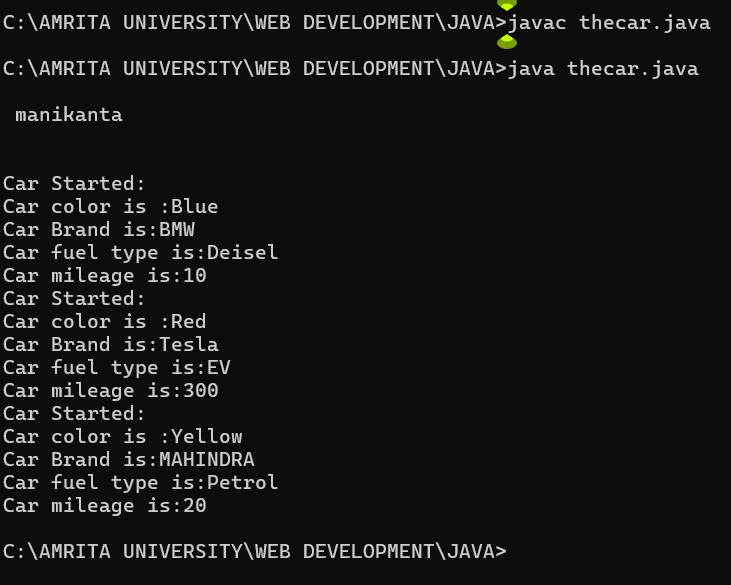 C:\AMRITA UNIVERSITY\WEB DEVELOPMENT\JAVA>javac thecar.java
C:\AMRITA UNIVERSITY\WEB DEVELOPMENT\JAVA>java thecar.java
manikanta
Car Started:
Car color is :Blue
Car Brand is:BMW
Car fuel type is:Deisel
Car mileage is:10
Car Started:
Car color is :Red
Car Brand is:Tesla
Car fuel type is:EV
Car mileage is:300
Car Started:
Car color is :Yellow
Car Brand is:MAHINDRA
Car fuel type is:Petrol
Car mileage is:20
C:\AMRITA UNIVERSITY\WEB DEVELOPMENT\JAVA>